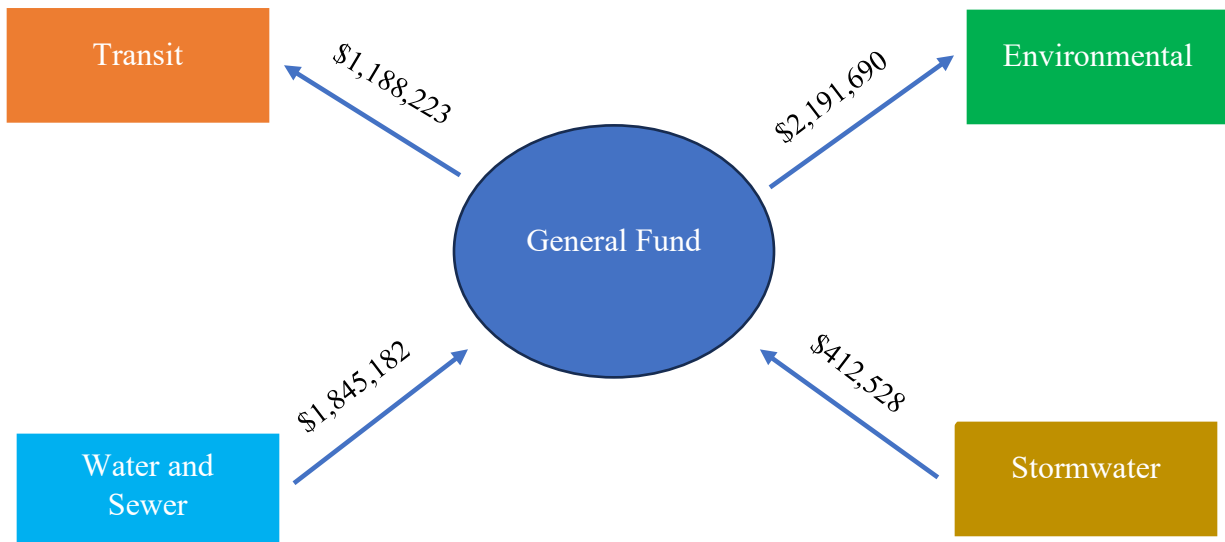 Transit
$1,188,223
$2,191,690
Environmental
General Fund
$1,845,182
$412,528
Water and
Sewer
Stormwater